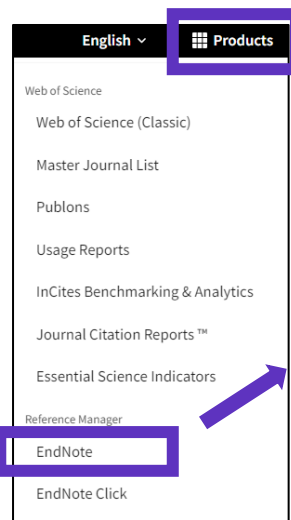 English Products
Web of Science
Web of Science (Classic)
Master Journal List
Publons
Usage Reports
InCites Benchmarking & Analytics
Journal Citation Reports ™
Essential Science Indicators
Reference Manager
EndNote
EndNote Click